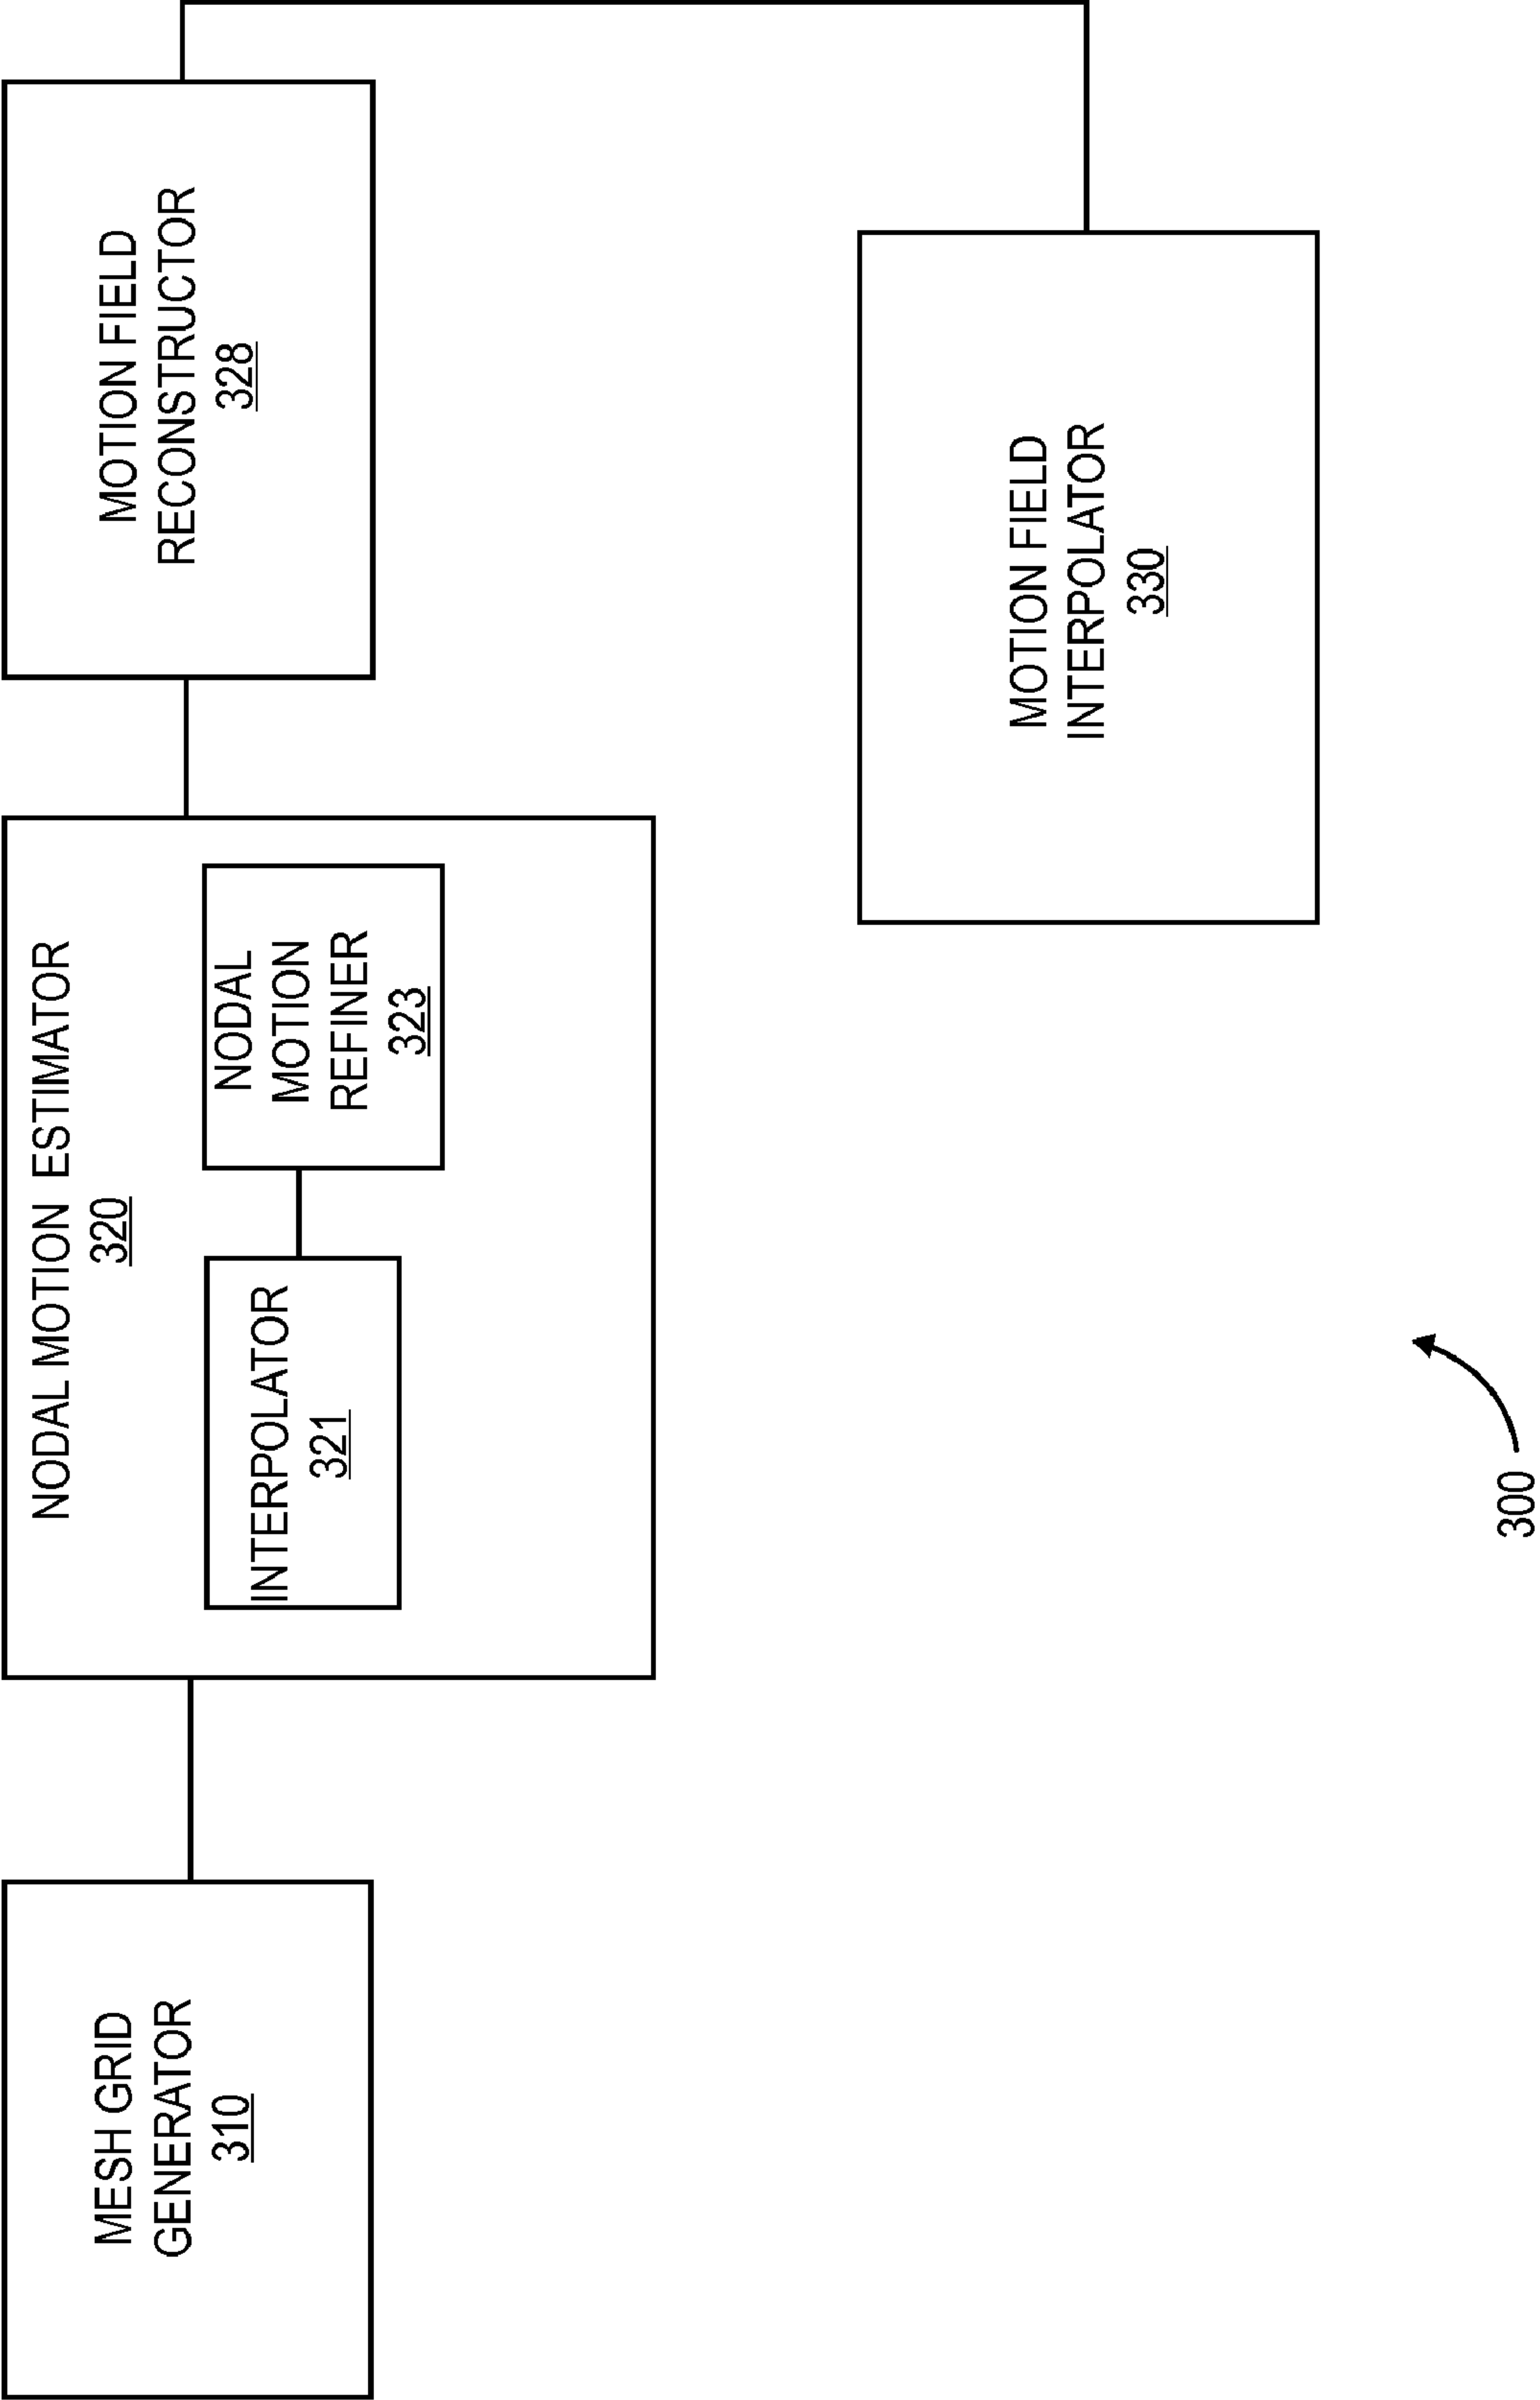 MESH GRID
GENERATOR
310
NODAL MOTION ESTIMATOR
320
INTERPOLATOR
321
NODAL
MOTION
REFINER
323
MOTION FIELD
RECONSTRUCTOR
328
MOTION FIELD
INTERPOLATOR
330
300